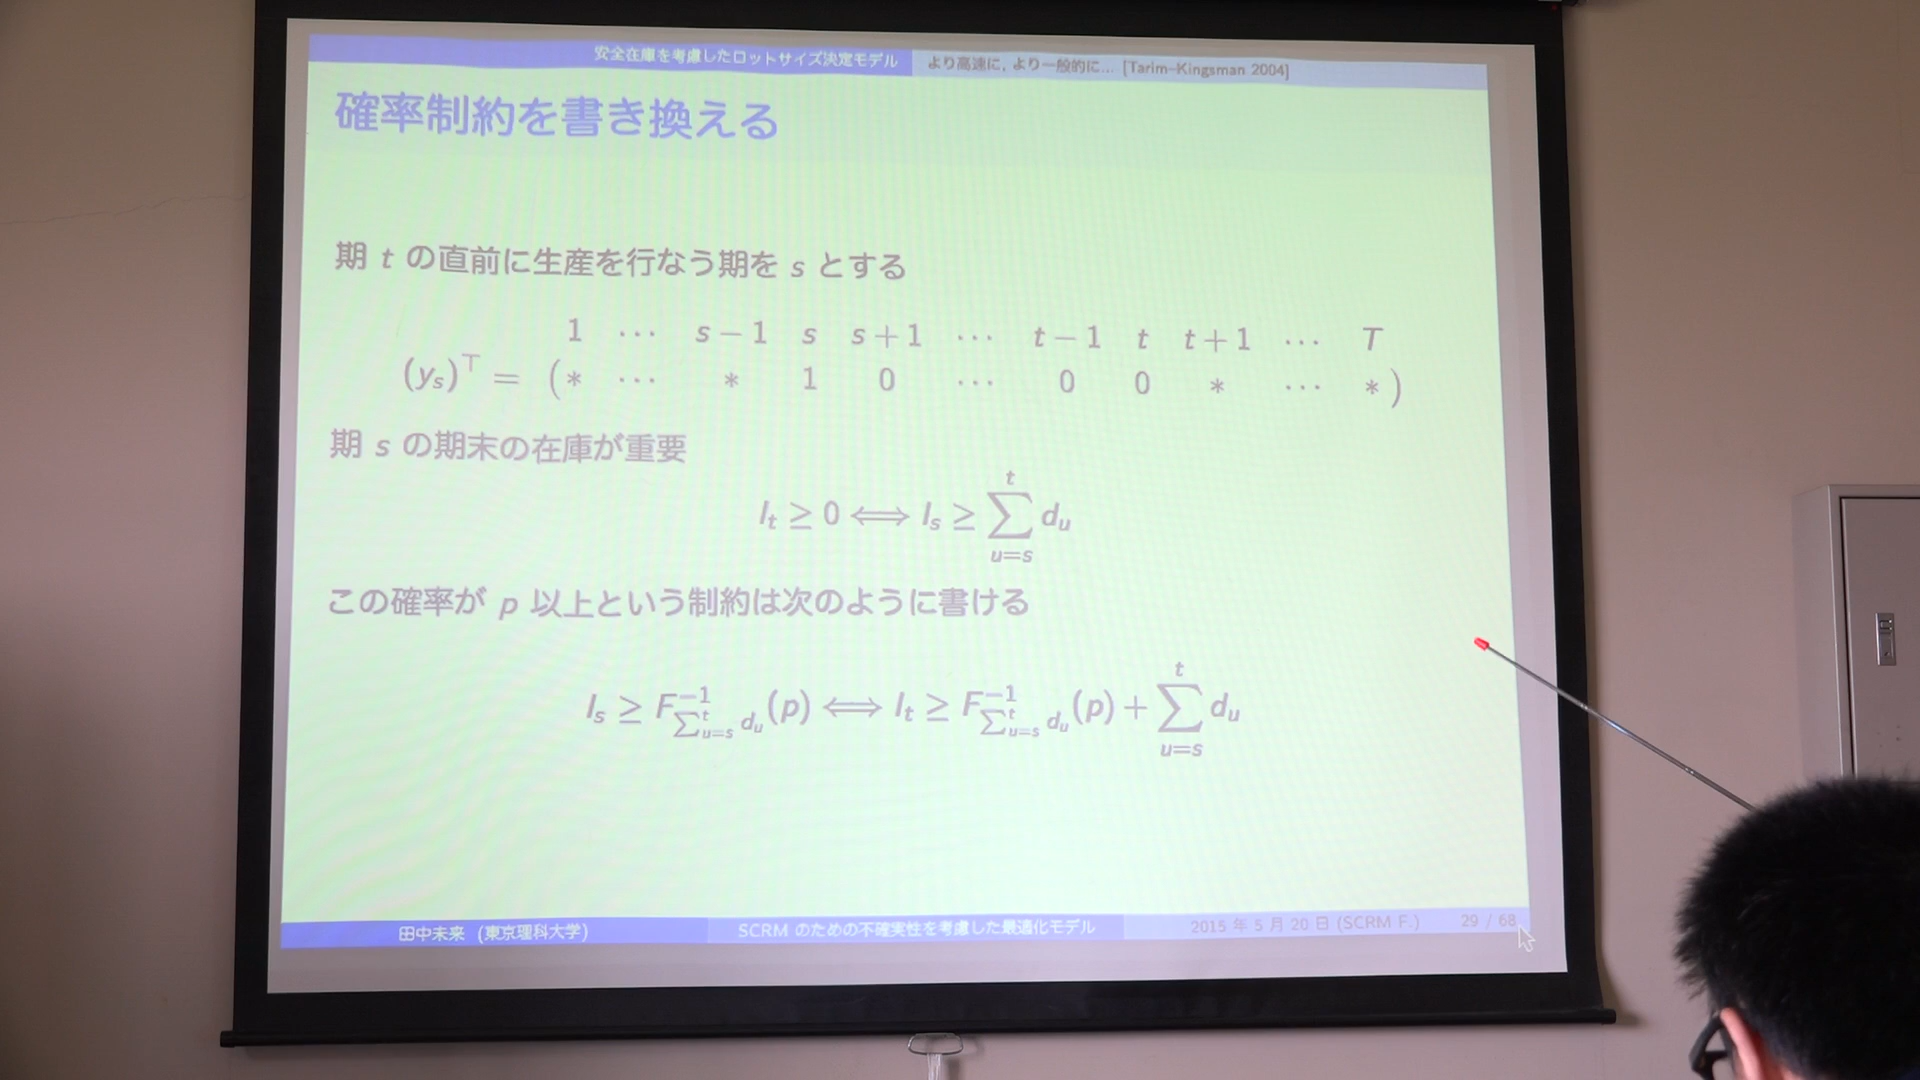 安全在庫を考慮したロットサイズ決定モデル より高速に, より一般的に... [Tarim–Kingsman 2004]
確率制約を書き換える
期 t の直前に生産を行なう期を s とする
1 ⋯ s − 1 s s + 1 ⋯ t − 1 t t + 1 ⋯ T
(y_s)^⊤ = ( * ⋯ * 1 0 ⋯ 0 0 * ⋯ * )
期 s の期末の在庫が重要
I_t ≥ 0 ⟺ I_s ≥ ∑_{u=s}^{t} d_u
この確率が p 以上という制約は次のように書ける
I_s ≥ F^{−1}_{∑_{u=s}^{t} d_u}(p) ⟺ I_t ≥ F^{−1}_{∑_{u=s}^{t} d_u}(p) + ∑_{u=s}^{t} d_u
田中未来 (東京理科大学) SCRM のための不確実性を考慮した最適化モデル 2015 年 5 月 20 日 (SCRM F.) 29 / 68